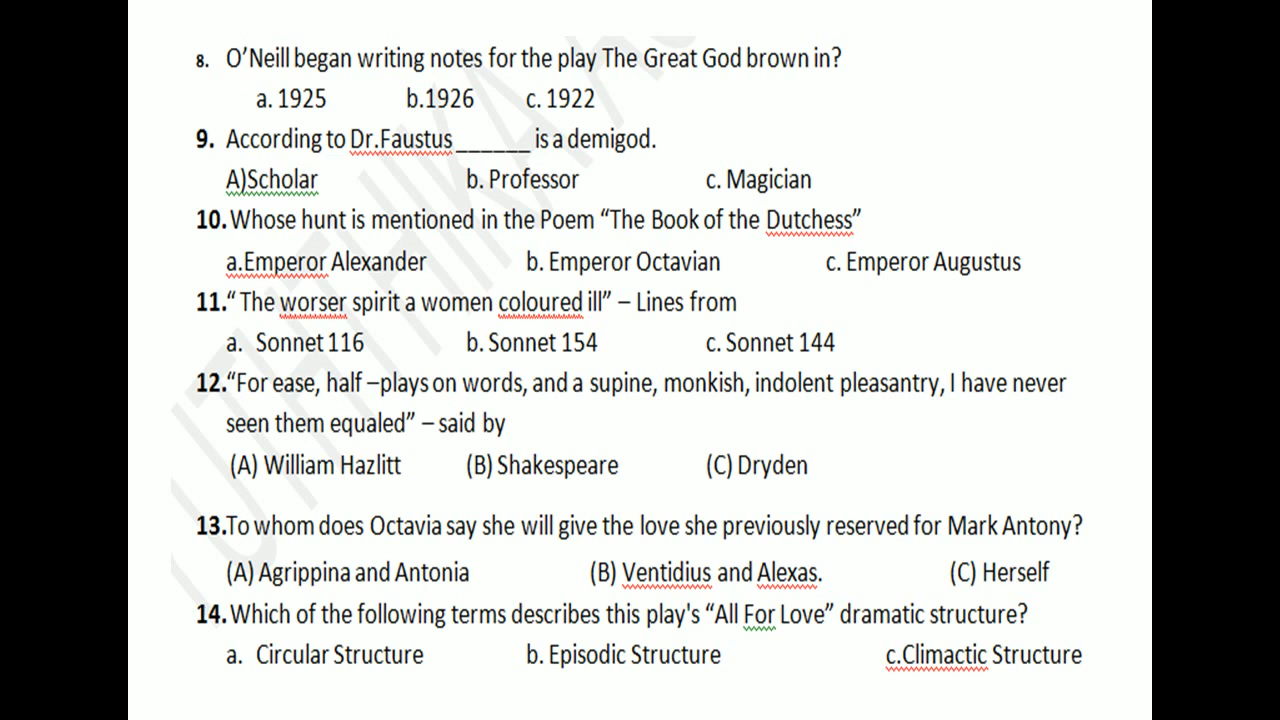 8. O’Neill began writing notes for the play The Great God brown in?
a. 1925 b.1926 c. 1922
9. According to Dr.Faustus ______ is a demigod.
A)Scholar b. Professor c. Magician
10. Whose hunt is mentioned in the Poem “The Book of the Dutchess”
a.Emperor Alexander b. Emperor Octavian c. Emperor Augustus
11. “ The worser spirit a women coloured ill” – Lines from
a. Sonnet 116 b. Sonnet 154 c. Sonnet 144
12. “For ease, half –plays on words, and a supine, monkish, indolent pleasantry, I have never
seen them equaled” – said by
(A) William Hazlitt (B) Shakespeare (C) Dryden
13. To whom does Octavia say she will give the love she previously reserved for Mark Antony?
(A) Agrippina and Antonia (B) Ventidius and Alexas. (C) Herself
14. Which of the following terms describes this play's “All For Love” dramatic structure?
a. Circular Structure b. Episodic Structure c.Climactic Structure